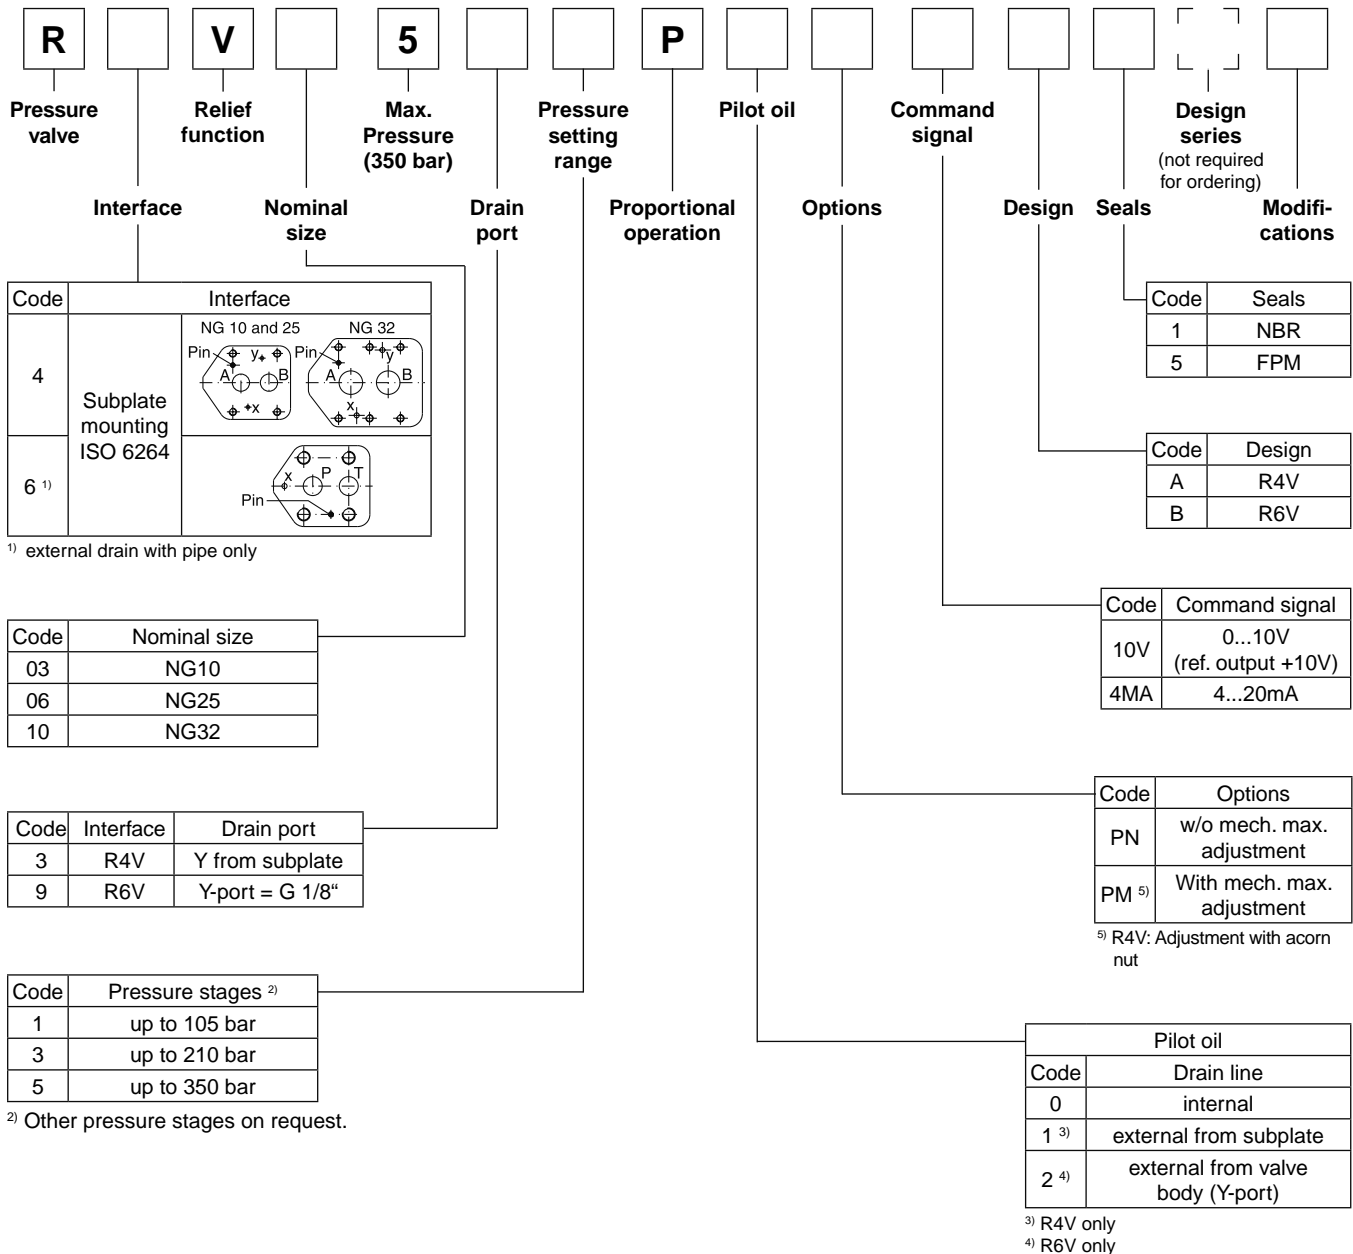 R V 5 P
Pressure
valve
Relief
function
Max.
Pressure
(350 bar)
Pressure
setting
range
Pilot oil
Command
signal
Design
series
(not required
for ordering)
Interface
Nominal
size
Drain
port
Proportional
operation
Options
Design
Seals
Modifi-
cations
Code Interface
4
6 1)
Subplate
mounting
ISO 6264
NG 10 and 25
Pin y
A B
x
NG 32
Pin y
A B
x
x P T
Pin
1) external drain with pipe only
Code Nominal size
03 NG10
06 NG25
10 NG32
Code Interface Drain port
3 R4V Y from subplate
9 R6V Y-port = G 1/8“
Code Pressure stages 2)
1 up to 105 bar
3 up to 210 bar
5 up to 350 bar
2) Other pressure stages on request.
Code Seals
1 NBR
5 FPM
Code Design
A R4V
B R6V
Code Command signal
10V 0...10V
(ref. output +10V)
4MA 4...20mA
Code Options
PN w/o mech. max.
adjustment
PM 5) With mech. max.
adjustment
5) R4V: Adjustment with acorn
nut
Pilot oil
Code Drain line
0 internal
1 3) external from subplate
2 4) external from valve
body (Y-port)
3) R4V only
4) R6V only